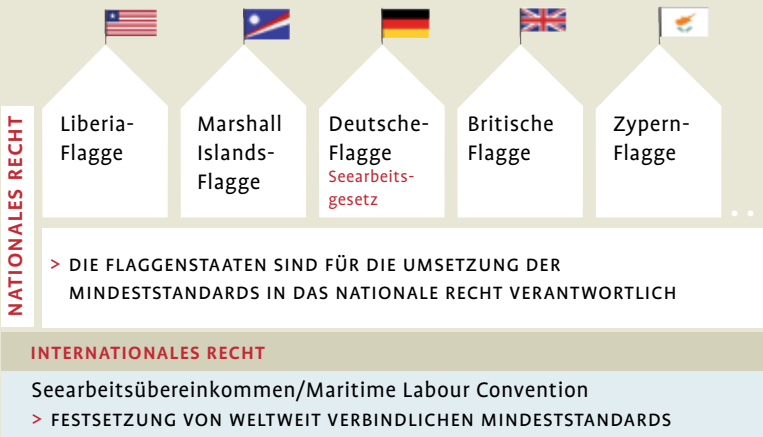 Liberia-
Flagge
Marshall
Islands-
Flagge
Deutsche-
Flagge
Seearbeits-
gesetz
Britische
Flagge
Zypern-
Flagge
..
NATIONALES RECHT
> DIE FLAGGENSTAATEN SIND FÜR DIE UMSETZUNG DER
MINDESTSTANDARDS IN DAS NATIONALE RECHT VERANTWORTLICH
INTERNATIONALES RECHT
Seearbeitsübereinkommen/Maritime Labour Convention
> FESTSETZUNG VON WELTWEIT VERBINDLICHEN MINDESTSTANDARDS